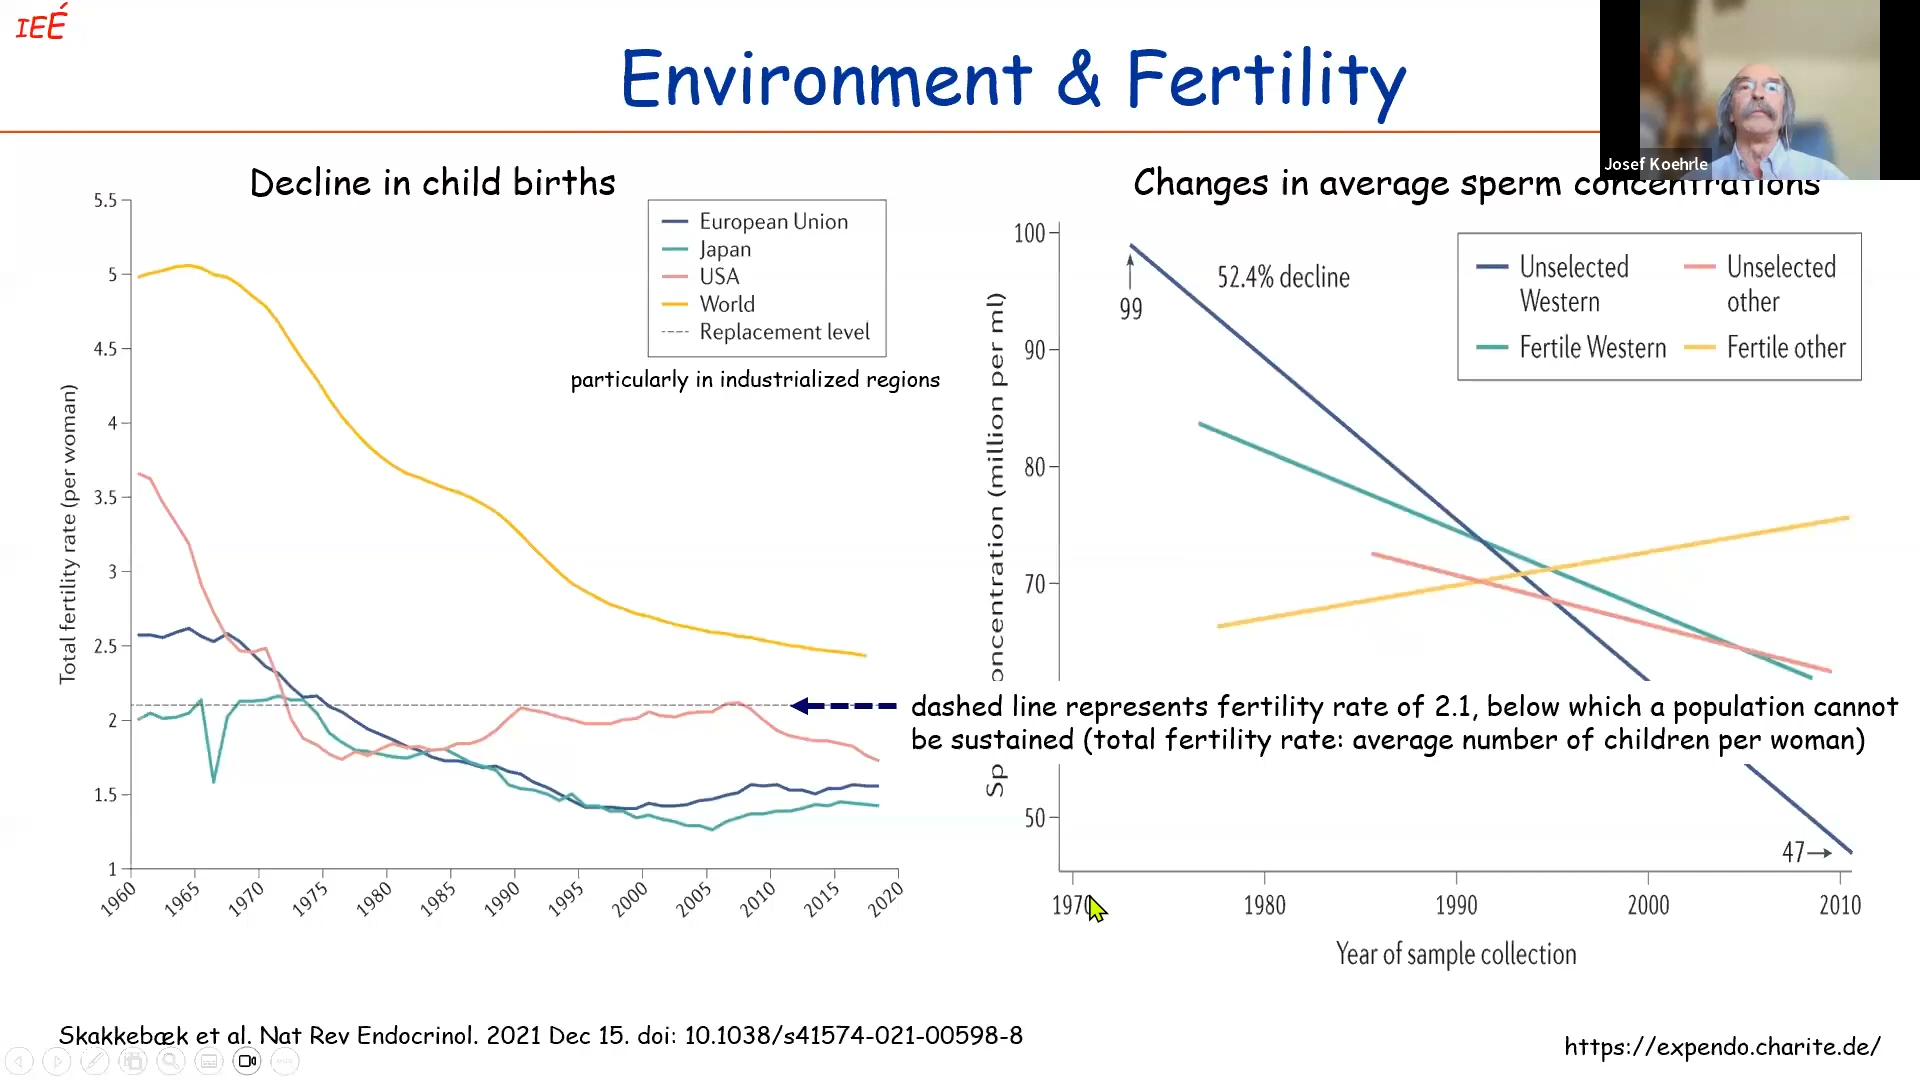 IEÉ
Environment & Fertility
Josef Koehrle
Decline in child births
European Union
Japan
USA
World
Replacement level
particularly in industrialized regions
Total fertility rate (per woman)
5.5
5
4.5
4
3.5
3
2.5
2
1.5
1
1960
1965
1970
1975
1980
1985
1990
1995
2000
2005
2010
2015
2020
Changes in average sperm concentrations
Unselected Western
Unselected other
Fertile Western
Fertile other
52.4% decline
99
47
Sp
oncentration (million per ml)
100
90
80
70
50
dashed line represents fertility rate of 2.1, below which a population cannot
be sustained (total fertility rate: average number of children per woman)
1970
1980
1990
2000
2010
Year of sample collection
Skakkebæk et al. Nat Rev Endocrinol. 2021 Dec 15. doi: 10.1038/s41574-021-00598-8
https://expendo.charite.de/